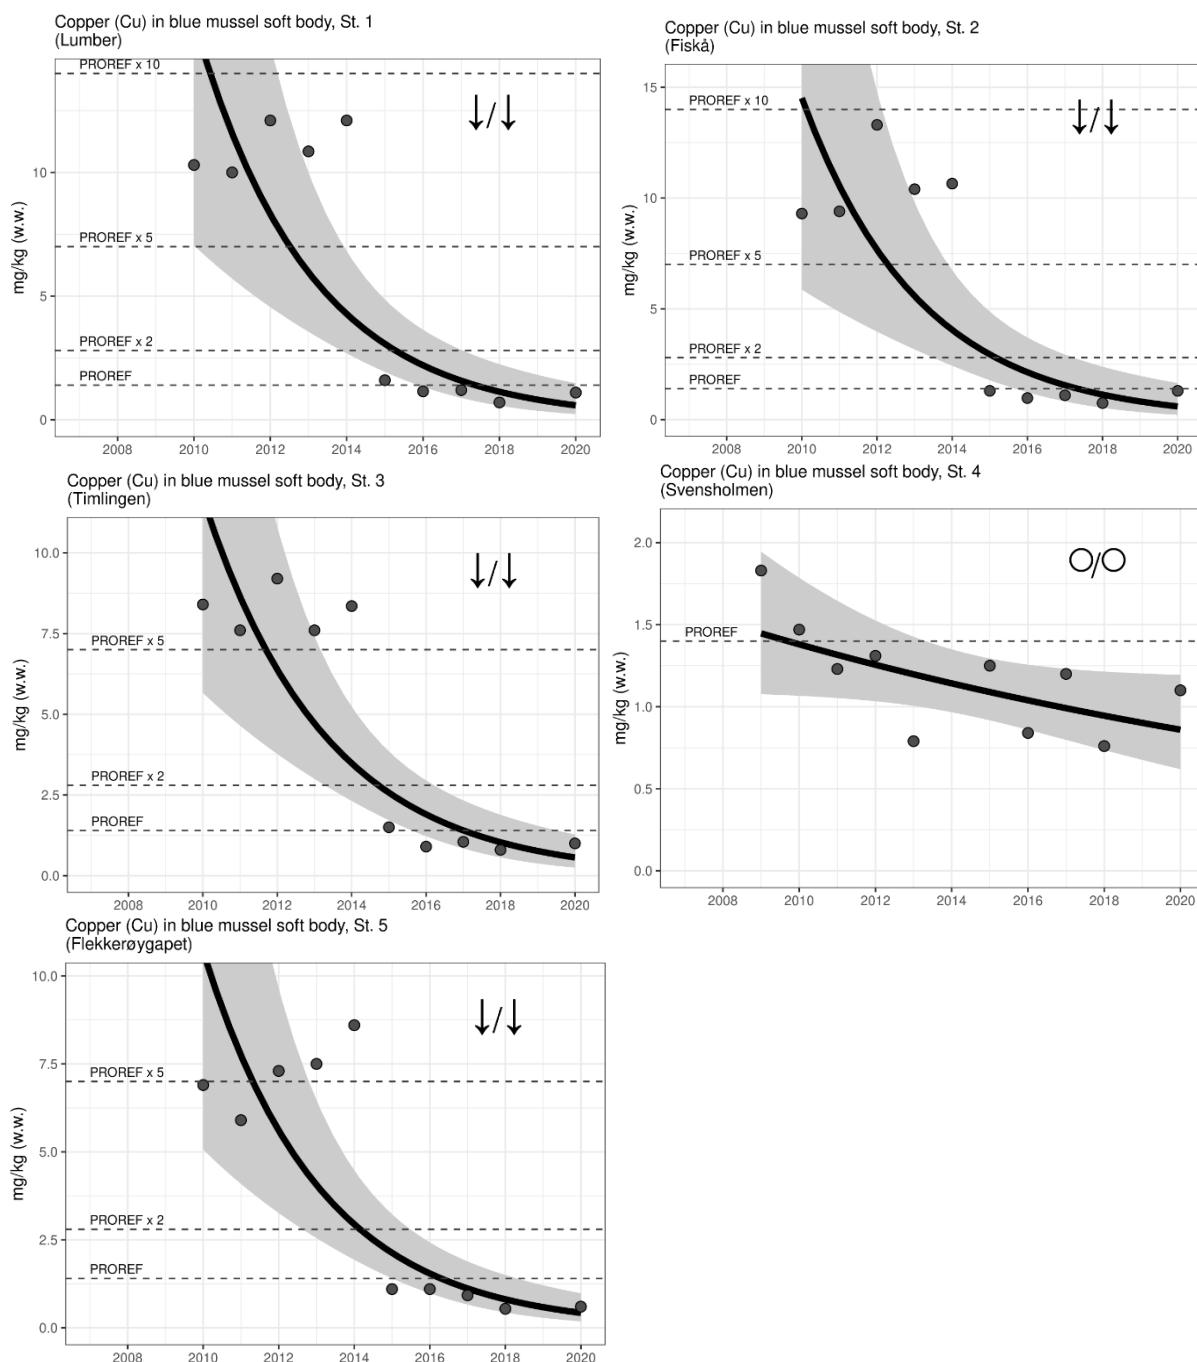 Copper (Cu) in blue mussel soft body, St. 1
(Lumber)
mg/kg (w.w.)
10
5
0
PROREF x 10
PROREF x 5
PROREF x 2
PROREF
↓/↓
2008 2010 2012 2014 2016 2018 2020
Copper (Cu) in blue mussel soft body, St. 2
(Fiskå)
mg/kg (w.w.)
15
10
5
0
PROREF x 10
PROREF x 5
PROREF x 2
PROREF
↓/↓
2008 2010 2012 2014 2016 2018 2020
Copper (Cu) in blue mussel soft body, St. 3
(Timlingen)
mg/kg (w.w.)
10.0
7.5
5.0
2.5
0.0
PROREF x 5
PROREF x 2
PROREF
↓/↓
2008 2010 2012 2014 2016 2018 2020
Copper (Cu) in blue mussel soft body, St. 4
(Svensholmen)
mg/kg (w.w.)
2.0
1.5
1.0
0.5
0.0
PROREF
○/○
2008 2010 2012 2014 2016 2018 2020
Copper (Cu) in blue mussel soft body, St. 5
(Flekkerøygapet)
mg/kg (w.w.)
10.0
7.5
5.0
2.5
0.0
PROREF x 5
PROREF x 2
PROREF
↓/↓
2008 2010 2012 2014 2016 2018 2020